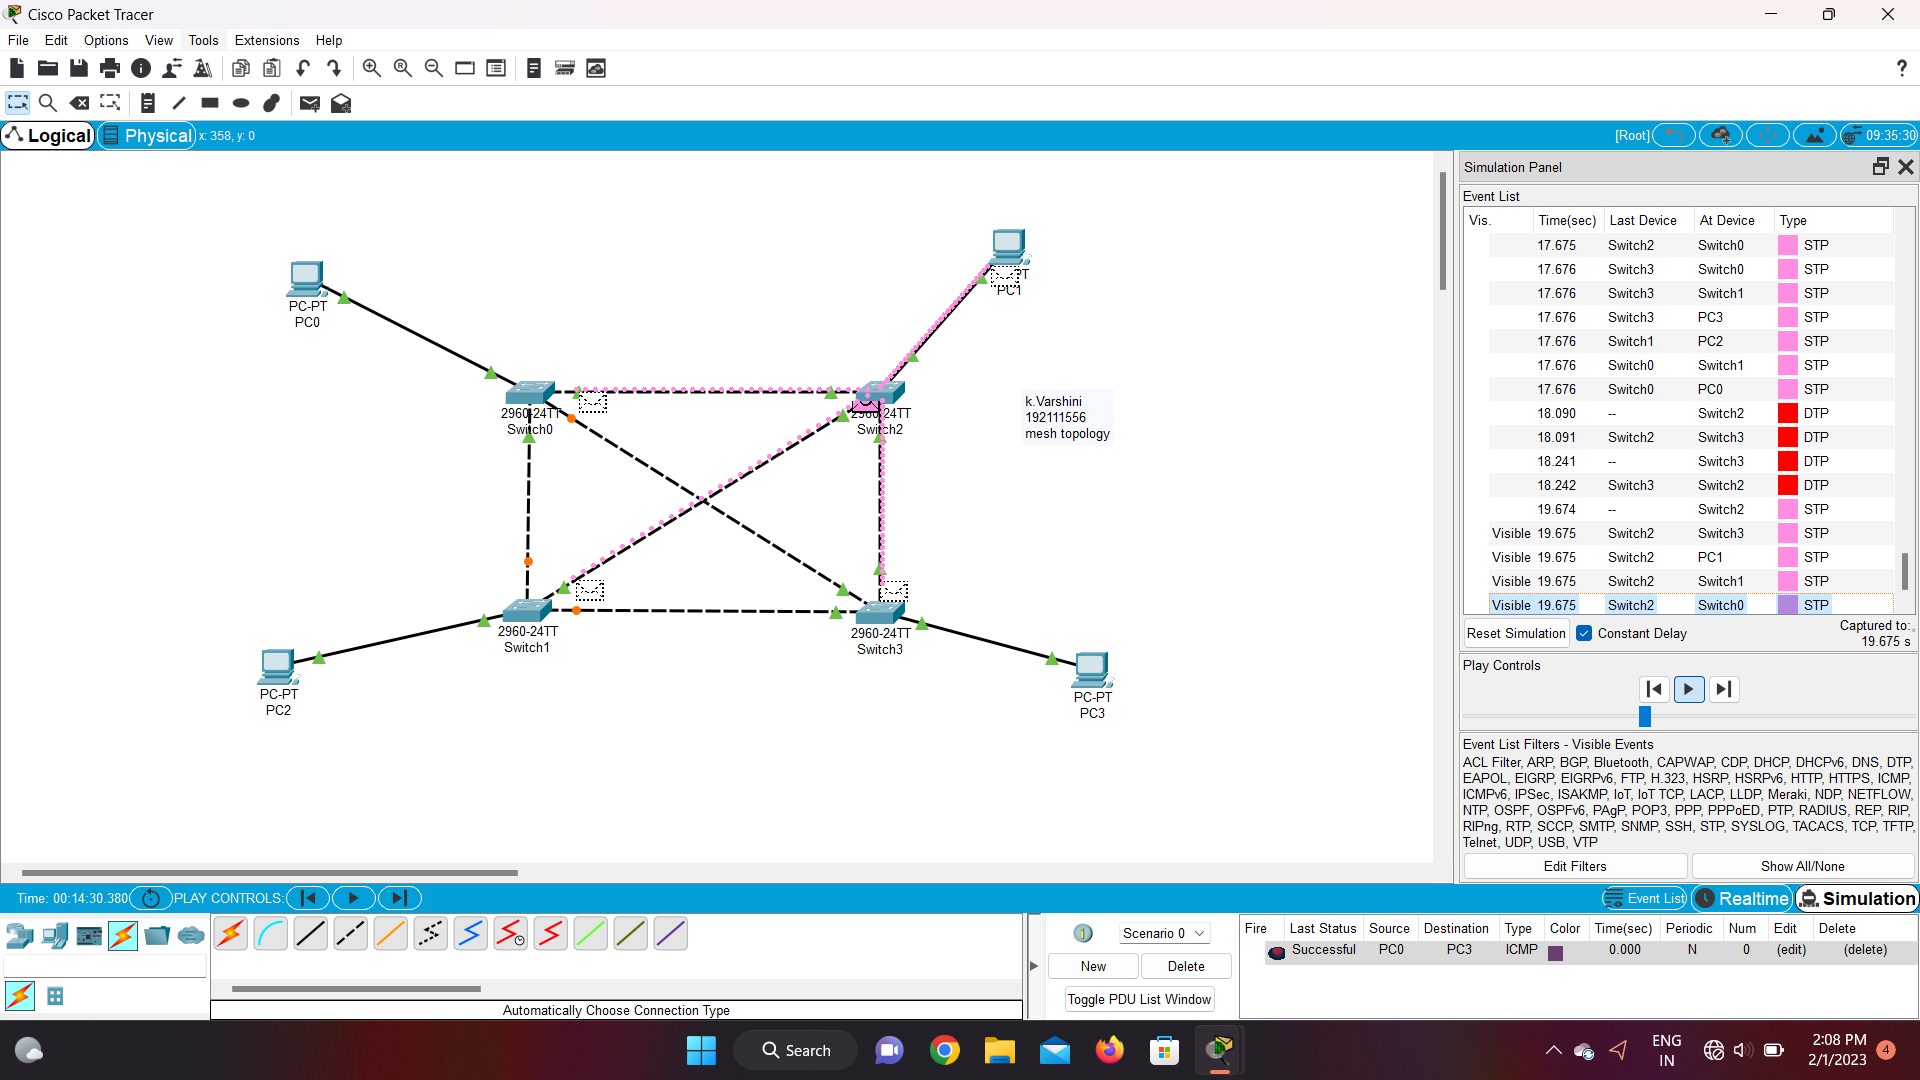 Cisco Packet Tracer
File Edit Options View Tools Extensions Help
?
Logical Physical x: 358, y: 0
[Root] 09:35:30
PC-PT
PC0
PC1
2960-24TT
Switch0
2960-24TT
Switch2
k.Varshini
192111556
mesh topology
2960-24TT
Switch1
2960-24TT
Switch3
PC-PT
PC2
PC-PT
PC3
Simulation Panel
Event List
Vis. Time(sec) Last Device At Device Type
17.675 Switch2 Switch0 STP
17.676 Switch3 Switch0 STP
17.676 Switch3 Switch1 STP
17.676 Switch3 PC3 STP
17.676 Switch1 PC2 STP
17.676 Switch0 Switch1 STP
17.676 Switch0 PC0 STP
18.090 -- Switch2 DTP
18.091 Switch2 Switch3 DTP
18.241 -- Switch3 DTP
18.242 Switch3 Switch2 DTP
19.674 -- Switch2 STP
Visible 19.675 Switch2 Switch3 STP
Visible 19.675 Switch2 PC1 STP
Visible 19.675 Switch2 Switch1 STP
Visible 19.675 Switch2 Switch0 STP
Reset Simulation Constant Delay Captured to:
19.675 s
Play Controls
Event List Filters - Visible Events
ACL Filter, ARP, BGP, Bluetooth, CAPWAP, CDP, DHCP, DHCPv6, DNS, DTP,
EAPOL, EIGRP, EIGRPv6, FTP, H.323, HSRP, HSRPv6, HTTP, HTTPS, ICMP,
ICMPv6, IPSec, ISAKMP, IoT, IoT TCP, LACP, LLDP, Meraki, NDP, NETFLOW,
NTP, OSPF, OSPFv6, PAgP, POP3, PPP, PPPoED, PTP, RADIUS, REP, RIP,
RIPng, RTP, SCCP, SMTP, SNMP, SSH, STP, SYSLOG, TACACS, TCP, TFTP,
Telnet, UDP, USB, VTP
Edit Filters Show All/None
Time: 00:14:30.380 PLAY CONTROLS: Event List Realtime Simulation
Scenario 0
New Delete
Toggle PDU List Window
Fire Last Status Source Destination Type Color Time(sec) Periodic Num Edit Delete
Successful PC0 PC3 ICMP 0.000 N 0 (edit) (delete)
Automatically Choose Connection Type
Search
ENG
IN
2:08 PM
2/1/2023
4